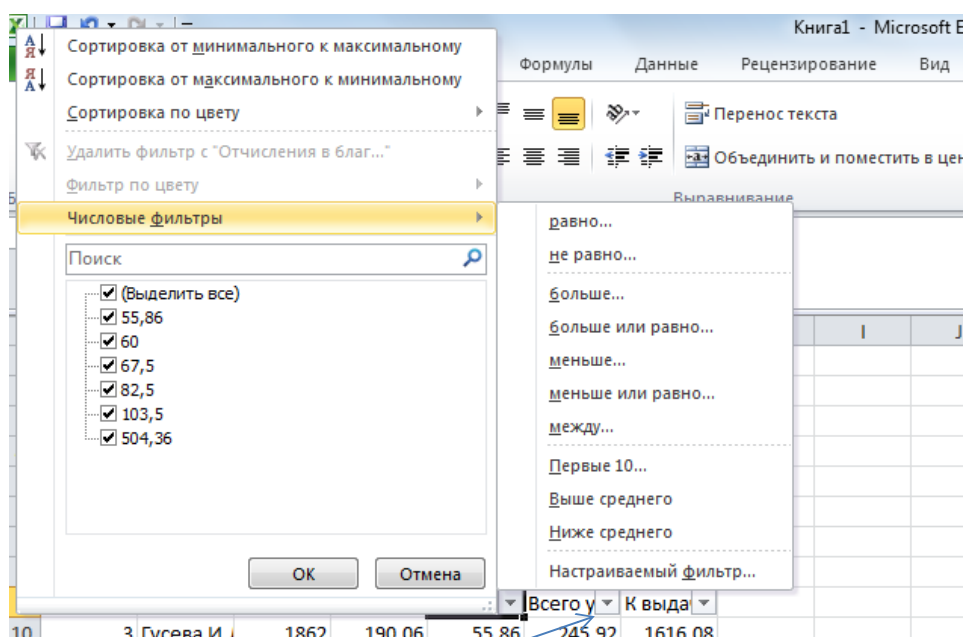 Книга1 - Microsoft E
Формулы Данные Рецензирование Вид
Сортировка от минимального к максимальному
Сортировка от максимального к минимальному
Сортировка по цвету
Удалить фильтр с "Отчисления в благ..."
Фильтр по цвету
Числовые фильтры
Поиск
(Выделить все)
55,86
60
67,5
82,5
103,5
504,36
ОК Отмена
Перенос текста
Объединить и поместить в цен
Выравнивание
равно...
не равно...
больше...
больше или равно...
меньше...
меньше или равно...
между...
Первые 10...
Выше среднего
Ниже среднего
Настраиваемый фильтр...
I J
Всего у К выда
10 3 Гусева И. 1862 190,06 55,86 245,92 1616,08